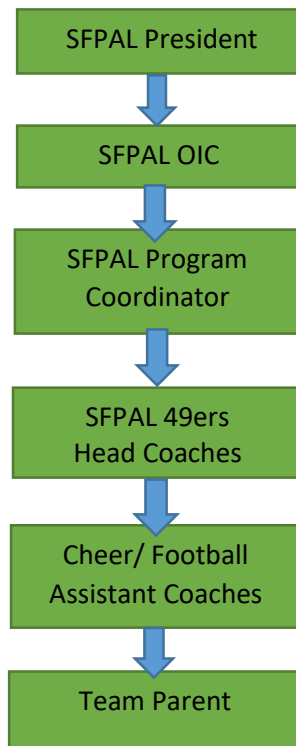 SFPAL President
SFPAL OIC
SFPAL Program
Coordinator
SFPAL 49ers
Head Coaches
Cheer/ Football
Assistant Coaches
Team Parent